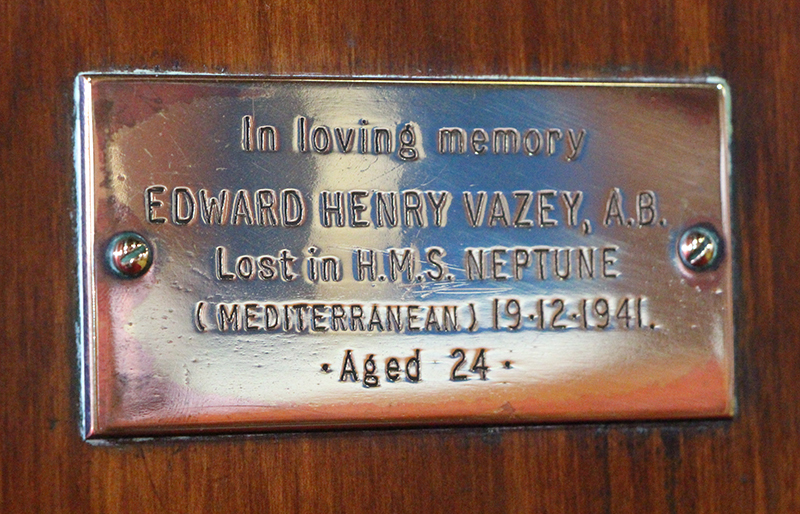 In loving memory
EDWARD HENRY VAZEY, A.B.
Lost in H.M.S. NEPTUNE
(MEDITERRANEAN) 19·12·1941.
·Aged 24·